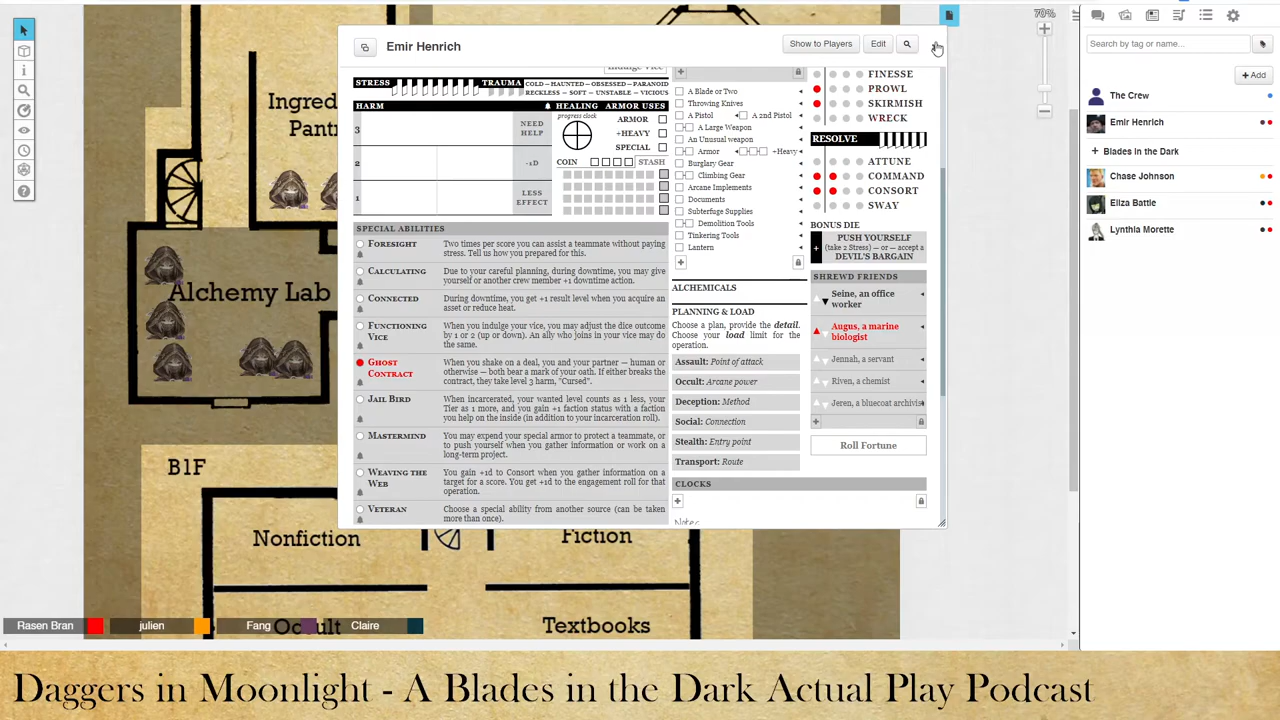 70%
Search by tag or name...
Add
Emir Henrich
Show to Players
Edit
The Crew
Emir Henrich
Blades in the Dark
Chase Johnson
Eliza Battle
Lynthia Morette
Indulge Vice
STRESS
TRAUMA
COLD – HAUNTED – OBSESSED – PARANOID
RECKLESS – SOFT – UNSTABLE – VICIOUS
HARM
HEALING
ARMOR USES
progress clock
3
NEED
HELP
ARMOR
+HEAVY
SPECIAL
2
-1D
COIN
STASH
1
LESS
EFFECT
SPECIAL ABILITIES
FORESIGHT
Two times per score you can assist a teammate without paying
stress. Tell us how you prepared for this.
CALCULATING
Due to your careful planning, during downtime, you may give
yourself or another crew member +1 downtime action.
CONNECTED
During downtime, you get +1 result level when you acquire an
asset or reduce heat.
FUNCTIONING
VICE
When you indulge your vice, you may adjust the dice outcome
by 1 or 2 (up or down). An ally who joins in your vice may do
the same.
GHOST
CONTRACT
When you shake on a deal, you and your partner — human or
otherwise — both bear a mark of your oath. If either breaks the
contract, they take level 3 harm, "Cursed".
JAIL BIRD
When incarcerated, your wanted level counts as 1 less, your
Tier as 1 more, and you gain +1 faction status with a faction
you help on the inside (in addition to your incarceration roll).
MASTERMIND
You may expend your special armor to protect a teammate, or
to push yourself when you gather information or work on a
long-term project.
WEAVING THE
WEB
You gain +1d to Consort when you gather information on a
target for a score. You get +1d to the engagement roll for that
operation.
VETERAN
Choose a special ability from another source (can be taken
more than once).
A Blade or Two
Throwing Knives
A Pistol
A 2nd Pistol
A Large Weapon
An Unusual weapon
Armor
+Heavy
Burglary Gear
Climbing Gear
Arcane Implements
Documents
Subterfuge Supplies
Demolition Tools
Tinkering Tools
Lantern
ALCHEMICALS
PLANNING & LOAD
Choose a plan, provide the detail.
Choose your load limit for the
operation.
Assault: Point of attack
Occult: Arcane power
Deception: Method
Social: Connection
Stealth: Entry point
Transport: Route
CLOCKS
FINESSE
PROWL
SKIRMISH
WRECK
RESOLVE
ATTUNE
COMMAND
CONSORT
SWAY
BONUS DIE
PUSH YOURSELF
(take 2 Stress) — or — accept a
DEVIL'S BARGAIN
SHREWD FRIENDS
Seine, an office
worker
Augus, a marine
biologist
Jennah, a servant
Riven, a chemist
Jeren, a bluecoat archivist
Roll Fortune
Alchemy Lab
B1F
Nonfiction
Fiction
Occult
Textbooks
Rasen Bran
julien
Fang
Claire
Daggers in Moonlight - A Blades in the Dark Actual Play Podcast